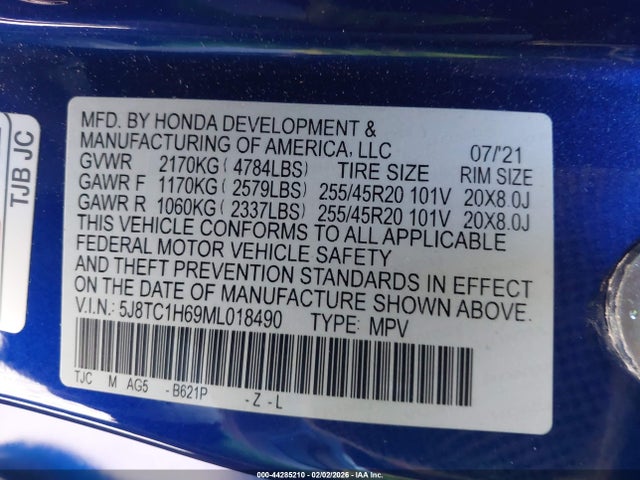 TJB JC
MFD. BY HONDA DEVELOPMENT &
MANUFACTURING OF AMERICA, LLC 07/'21
GVWR 2170KG ( 4784LBS) TIRE SIZE RIM SIZE
GAWR F 1170KG ( 2579LBS) 255/45R20 101V 20X8.0J
GAWR R 1060KG ( 2337LBS) 255/45R20 101V 20X8.0J
THIS VEHICLE CONFORMS TO ALL APPLICABLE
FEDERAL MOTOR VEHICLE SAFETY
AND THEFT PREVENTION STANDARDS IN EFFECT
ON THE DATE OF MANUFACTURE SHOWN ABOVE.
V.I.N.: 5J8TC1H69ML018490 TYPE: MPV
TJC M AG5 - B621P - Z - L
000-44285210 - 02/02/2026 - IAA Inc.